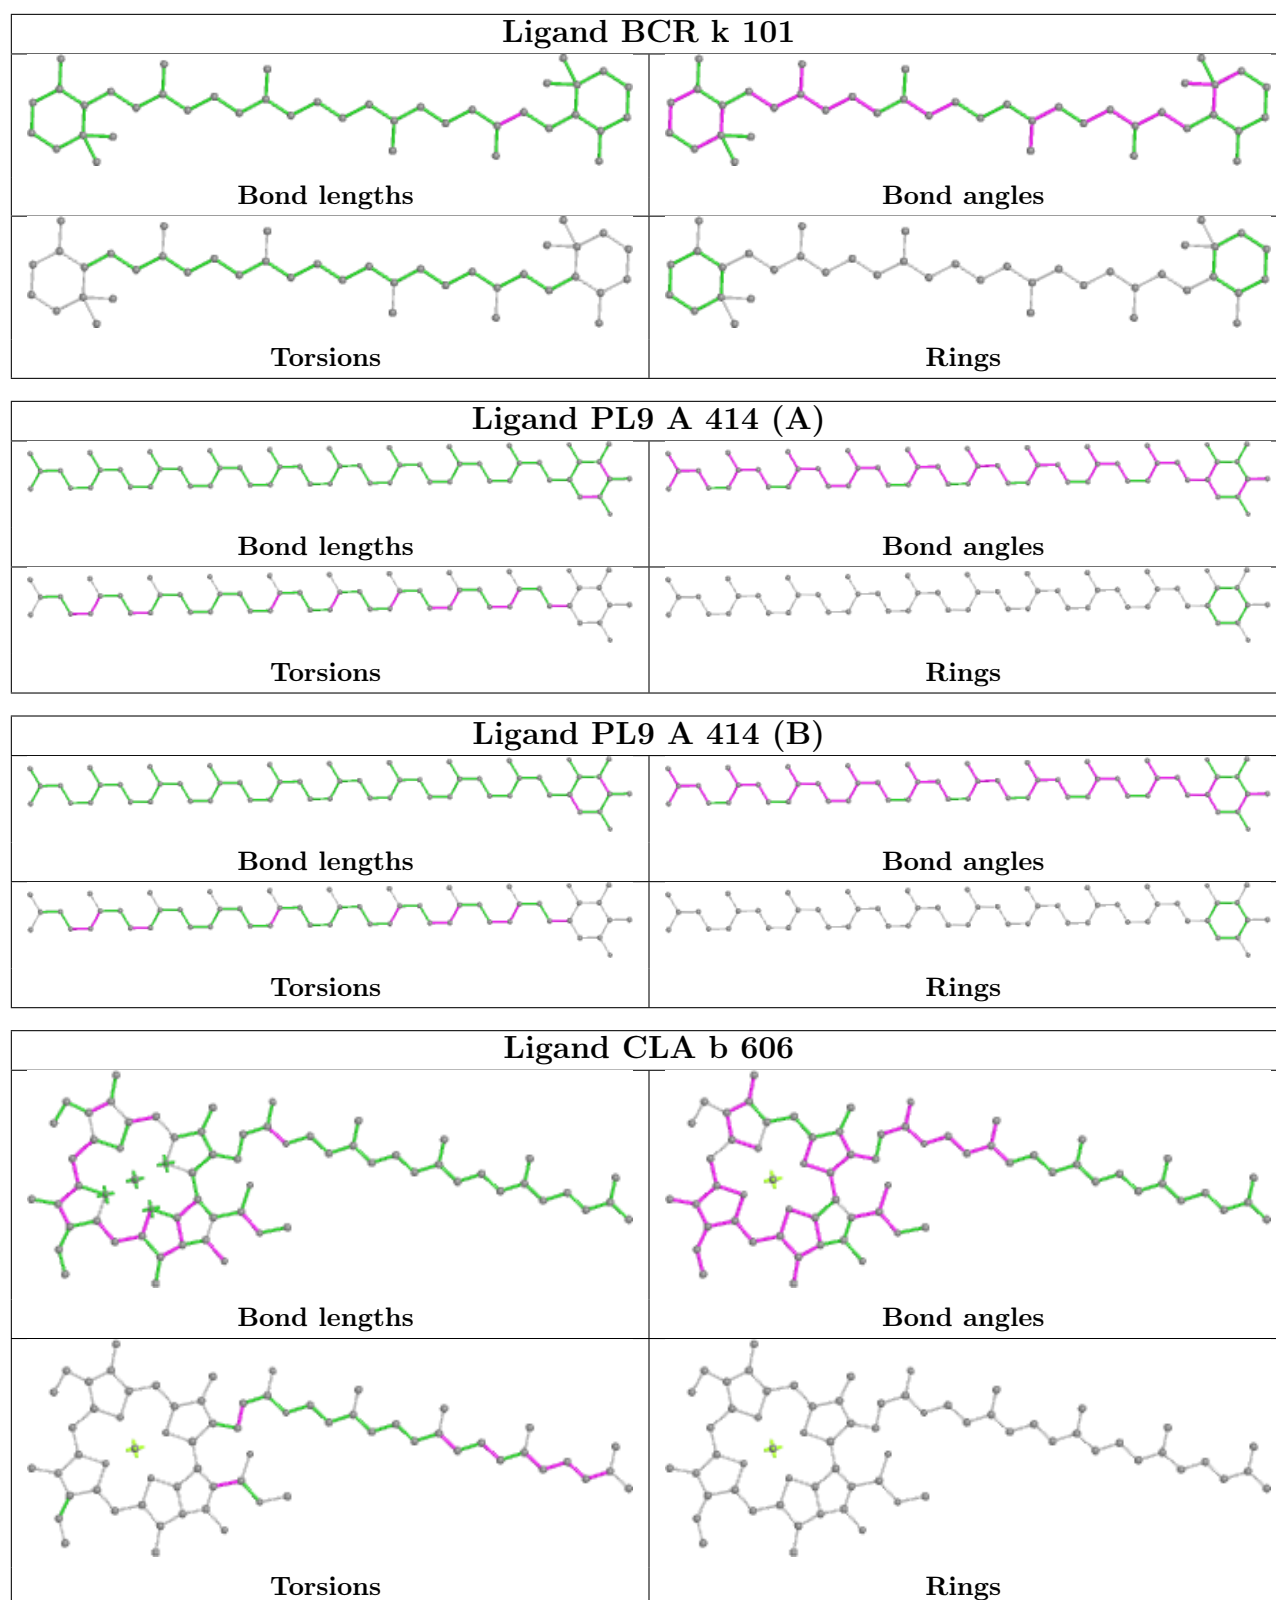 Ligand BCR k 101
Bond lengths
Bond angles
Torsions
Rings
Ligand PL9 A 414 (A)
Bond lengths
Bond angles
Torsions
Rings
Ligand PL9 A 414 (B)
Bond lengths
Bond angles
Torsions
Rings
Ligand CLA b 606
Bond lengths
Bond angles
Torsions
Rings